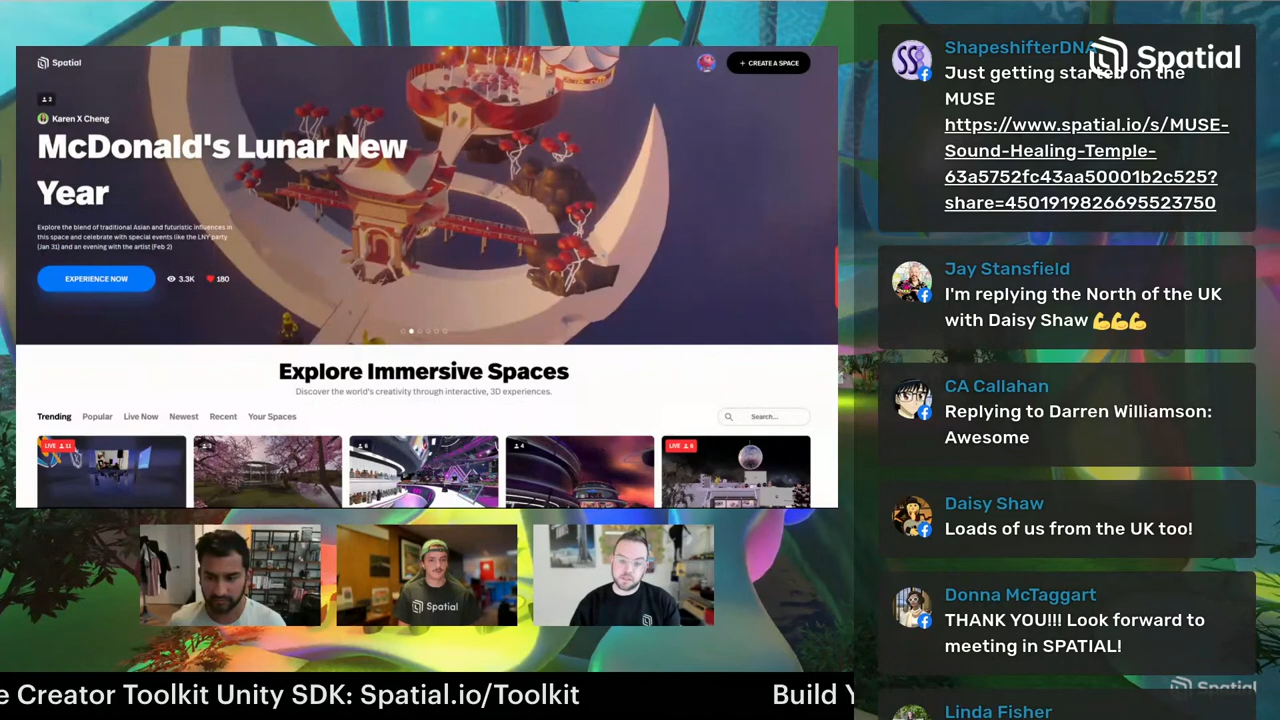 Spatial
+ CREATE A SPACE
2
Karen X Cheng
McDonald's Lunar New
Year
Explore the blend of traditional Asian and futuristic influences in
this space and celebrate with special events like the LNY party
(Jan 31) and an evening with the artist (Feb 2)
EXPERIENCE NOW
3.3K
180
Explore Immersive Spaces
Discover the world's creativity through interactive, 3D experiences.
Trending Popular Live Now Newest Recent Your Spaces
Search...
LIVE 11
6
4
LIVE 6
Spatial
e Creator Toolkit Unity SDK: Spatial.io/Toolkit
Build Y
Spatial
ShapeshifterDNA
Just getting started on the
MUSE
https://www.spatial.io/s/MUSE-
Sound-Healing-Temple-
63a5752fc43aa50001b2c525?
share=4501919826695523750
Jay Stansfield
I'm replying the North of the UK
with Daisy Shaw 💪💪💪
CA Callahan
Replying to Darren Williamson:
Awesome
Daisy Shaw
Loads of us from the UK too!
Donna McTaggart
THANK YOU!!! Look forward to
meeting in SPATIAL!
Spatial
Linda Fisher